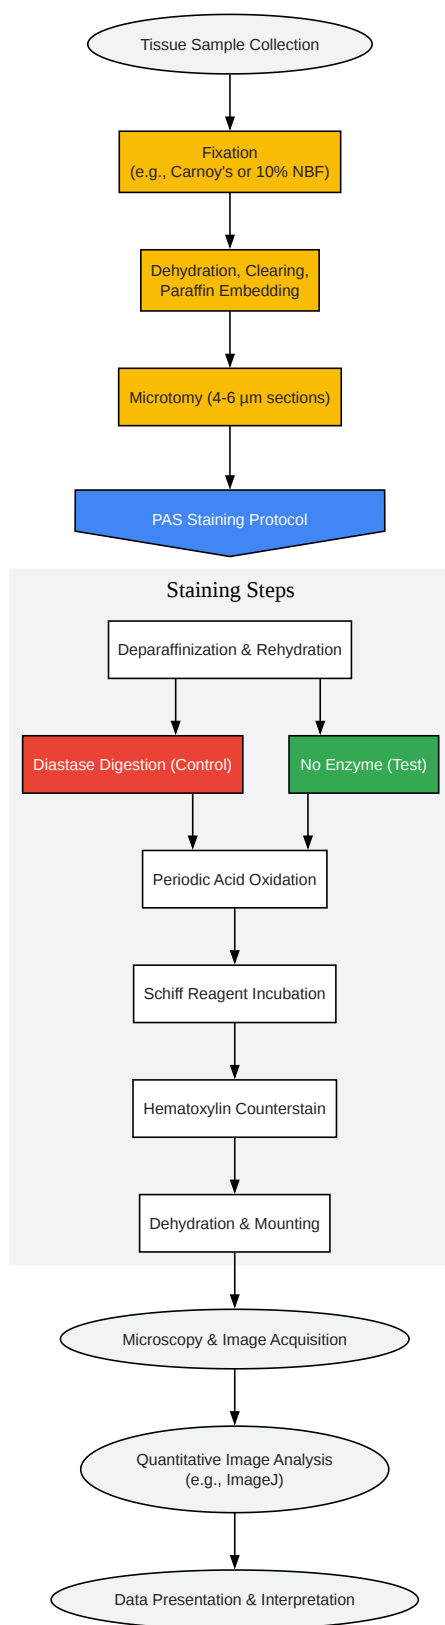 Tissue Sample Collection
Fixation
(e.g., Carnoy's or 10% NBF)
Dehydration, Clearing,
Paraffin Embedding
Microtomy (4-6 µm sections)
PAS Staining Protocol
Staining Steps
Deparaffinization & Rehydration
Diastase Digestion (Control)
No Enzyme (Test)
Periodic Acid Oxidation
Schiff Reagent Incubation
Hematoxylin Counterstain
Dehydration & Mounting
Microscopy & Image Acquisition
Quantitative Image Analysis
(e.g., ImageJ)
Data Presentation & Interpretation